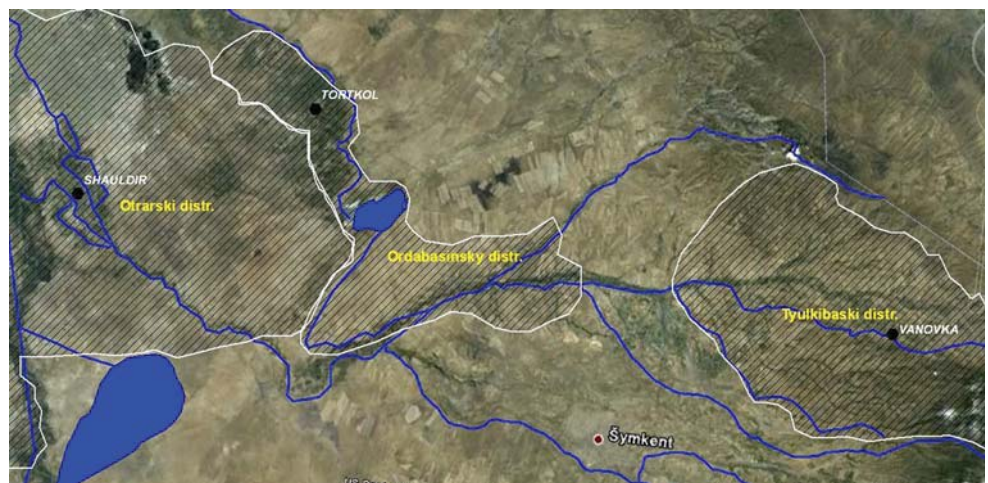 TORTKOL
SHAULDIR
Otrarski distr.
Ordabasinsky distr.
Tyulkibaski distr.
VANOVKA
Šymkent